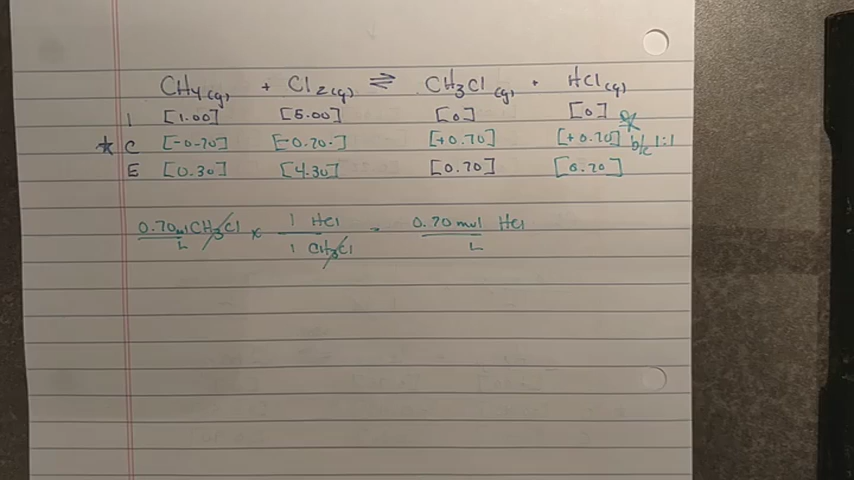 CH4(g) + Cl2(g) ⇌ CH3Cl(g) + HCl(g)
I [1.00] [5.00] [0] [0]
* C [-0.70] [-0.70] [+0.70] [+0.70] b/c 1:1
E [0.30] [4.30] [0.70] [0.70]
0.70 mol CH3Cl / L × 1 HCl / 1 CH3Cl = 0.70 mol HCl / L